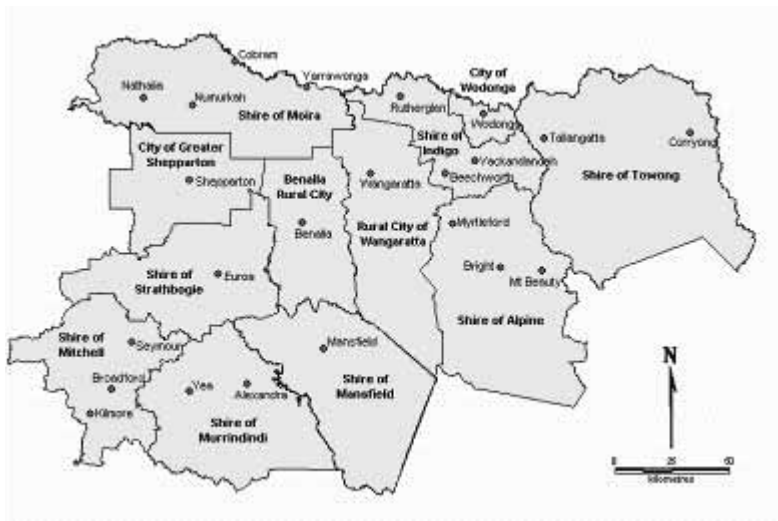 Cobram
Nathalia
Numurkah
Yarrawonga
Shire of Moira
City of
Wodonga
Rutherglen
Wodonga
Tallangatta
Corryong
City of Greater
Shepparton
Shepparton
Benalla
Rural City
Benalla
Shire of
Indigo
Yackandandah
Beechworth
Shire of Towong
Wangaratta
Rural City of
Wangaratta
Myrtleford
Bright
Mt Beauty
Shire of Alpine
Shire of
Strathbogie
Euroa
Shire of
Mitchell
Seymour
Broadford
Kilmore
Yea
Alexandra
Shire of
Murrindindi
Mansfield
Shire of
Mansfield
N
0 25 50
kilometres